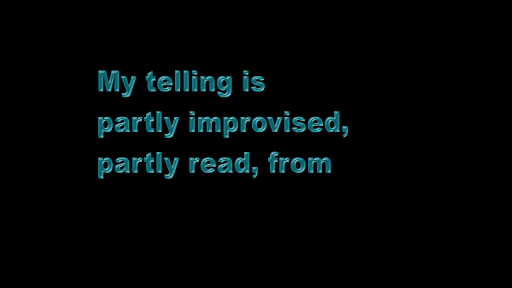 My telling is
partly improvised,
partly read, from